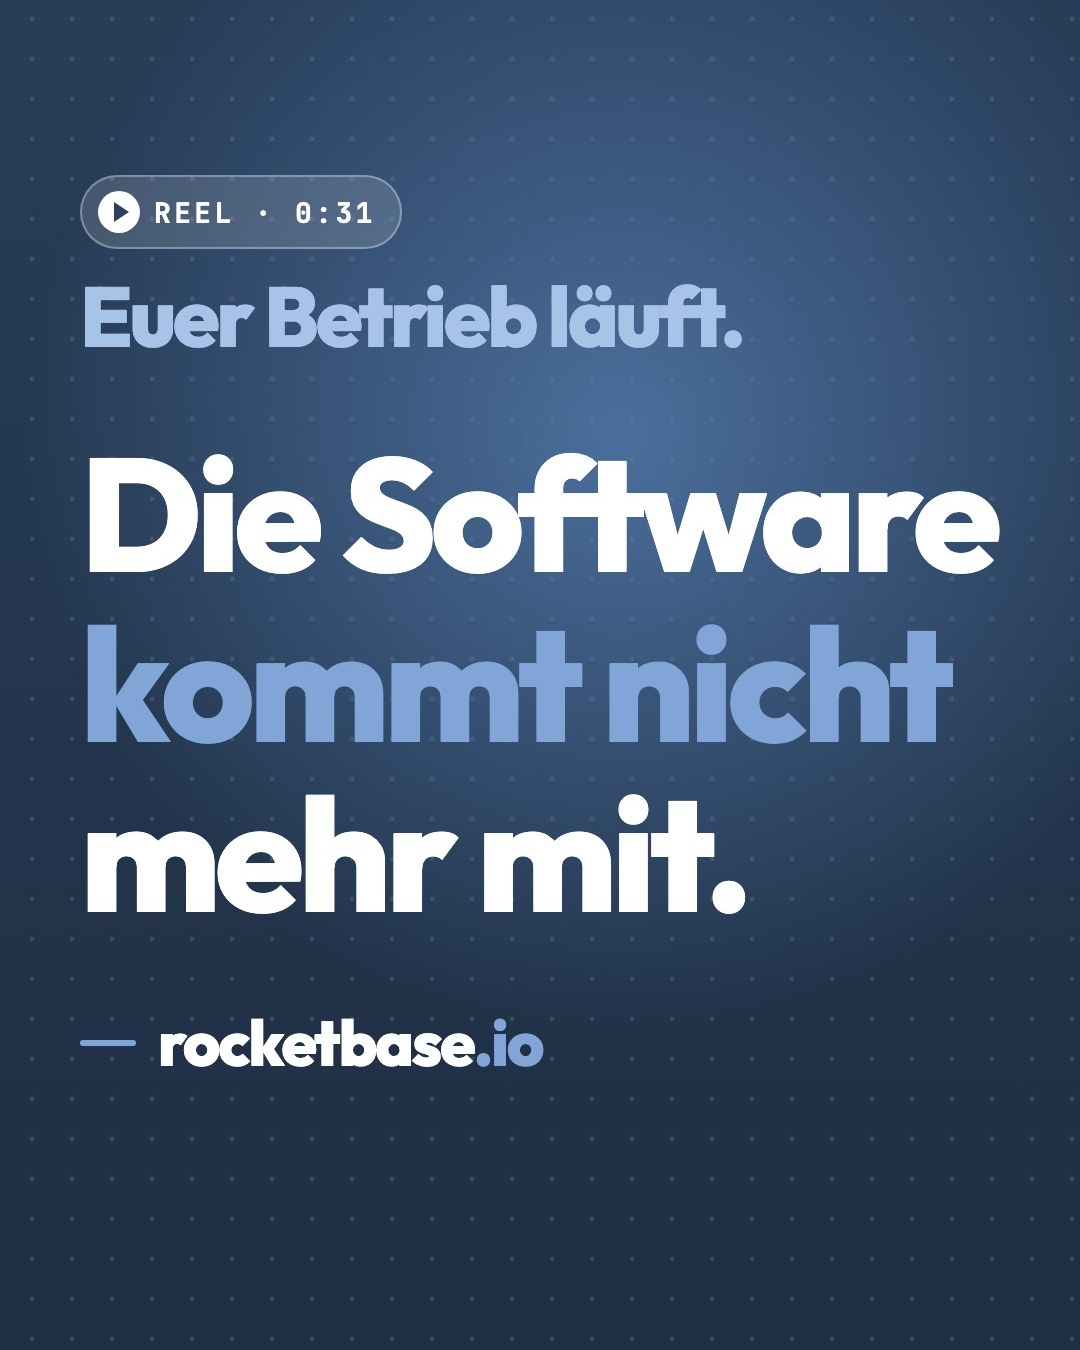 REEL · 0:31
Euer Betrieb läuft.
Die Software
kommt nicht
mehr mit.
— rocketbase.io